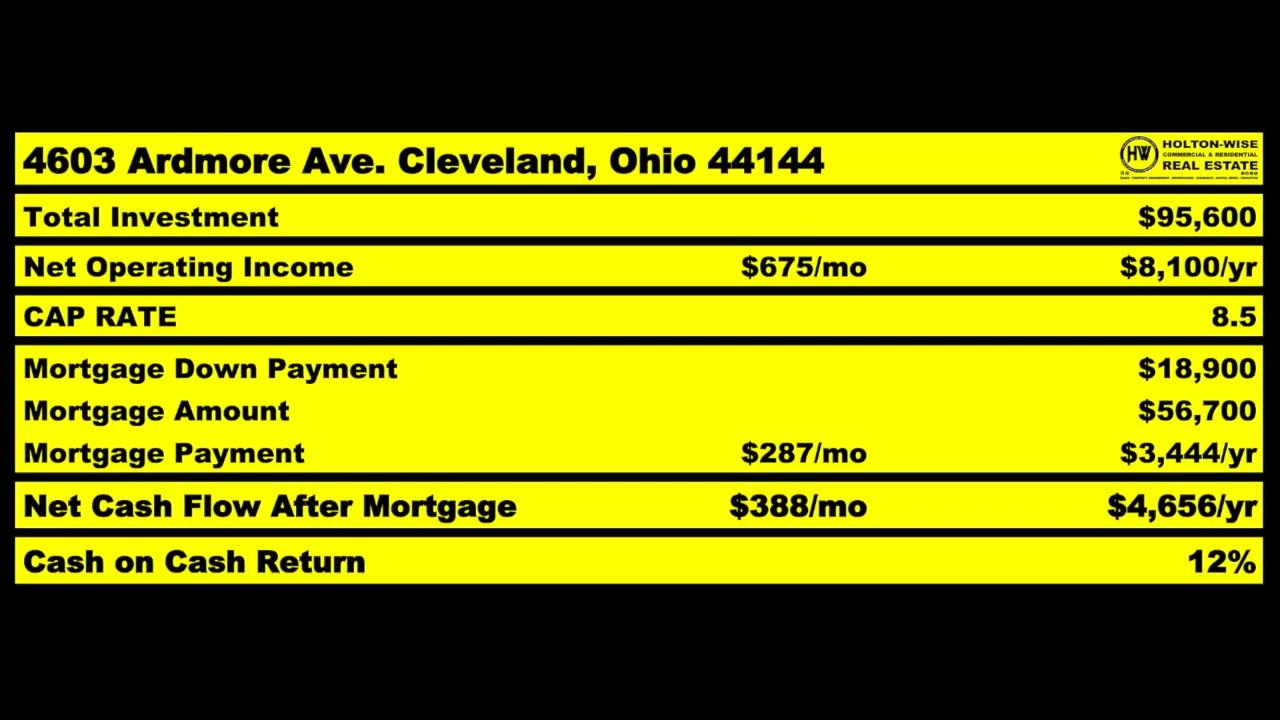 4603 Ardmore Ave. Cleveland, Ohio 44144
HW
HOLTON-WISE
COMMERCIAL & RESIDENTIAL
REAL ESTATE
Total Investment $95,600
Net Operating Income $675/mo $8,100/yr
CAP RATE 8.5
Mortgage Down Payment $18,900
Mortgage Amount $56,700
Mortgage Payment $287/mo $3,444/yr
Net Cash Flow After Mortgage $388/mo $4,656/yr
Cash on Cash Return 12%